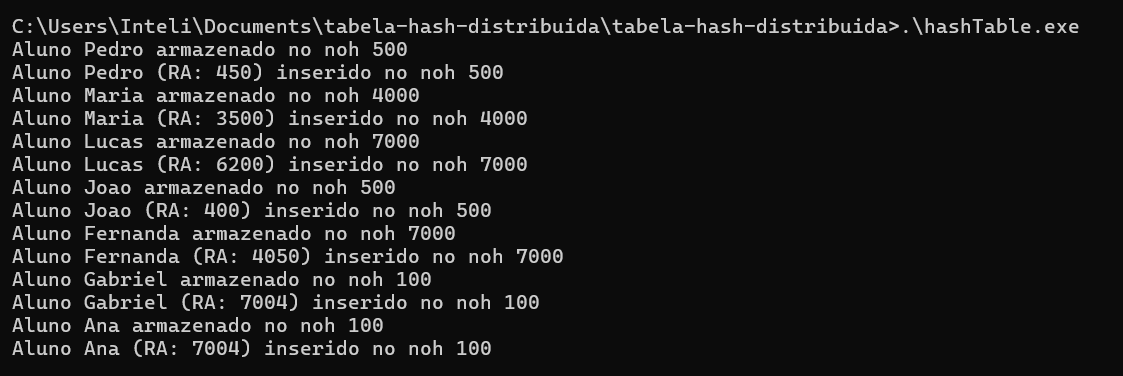 C:\Users\Inteli\Documents\tabela-hash-distribuida\tabela-hash-distribuida>.\hashTable.exe
Aluno Pedro armazenado no noh 500
Aluno Pedro (RA: 450) inserido no noh 500
Aluno Maria armazenado no noh 4000
Aluno Maria (RA: 3500) inserido no noh 4000
Aluno Lucas armazenado no noh 7000
Aluno Lucas (RA: 6200) inserido no noh 7000
Aluno Joao armazenado no noh 500
Aluno Joao (RA: 400) inserido no noh 500
Aluno Fernanda armazenado no noh 7000
Aluno Fernanda (RA: 4050) inserido no noh 7000
Aluno Gabriel armazenado no noh 100
Aluno Gabriel (RA: 7004) inserido no noh 100
Aluno Ana armazenado no noh 100
Aluno Ana (RA: 7004) inserido no noh 100